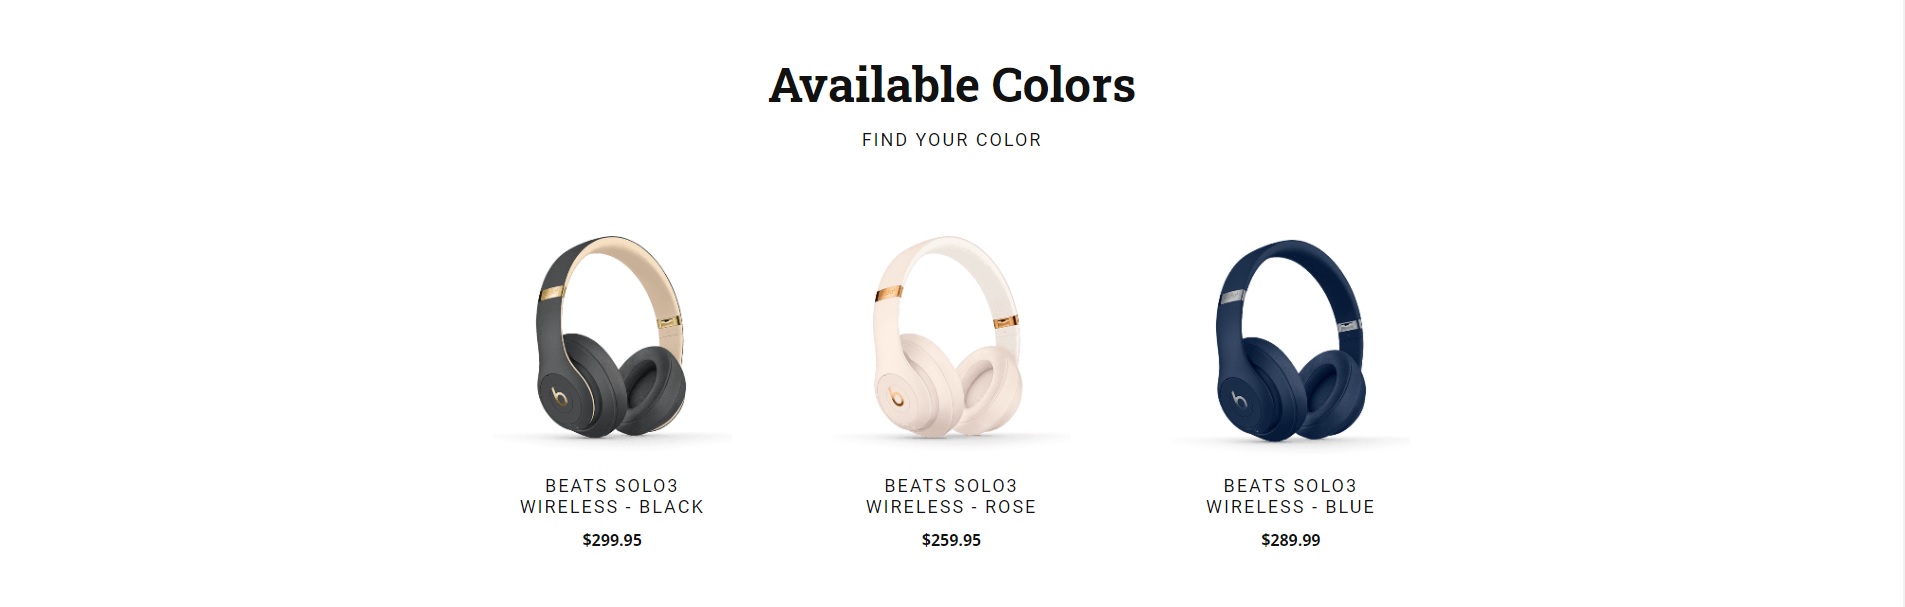 Available Colors
FIND YOUR COLOR
BEATS SOLO3
WIRELESS - BLACK
$299.95
BEATS SOLO3
WIRELESS - ROSE
$259.95
BEATS SOLO3
WIRELESS - BLUE
$289.99